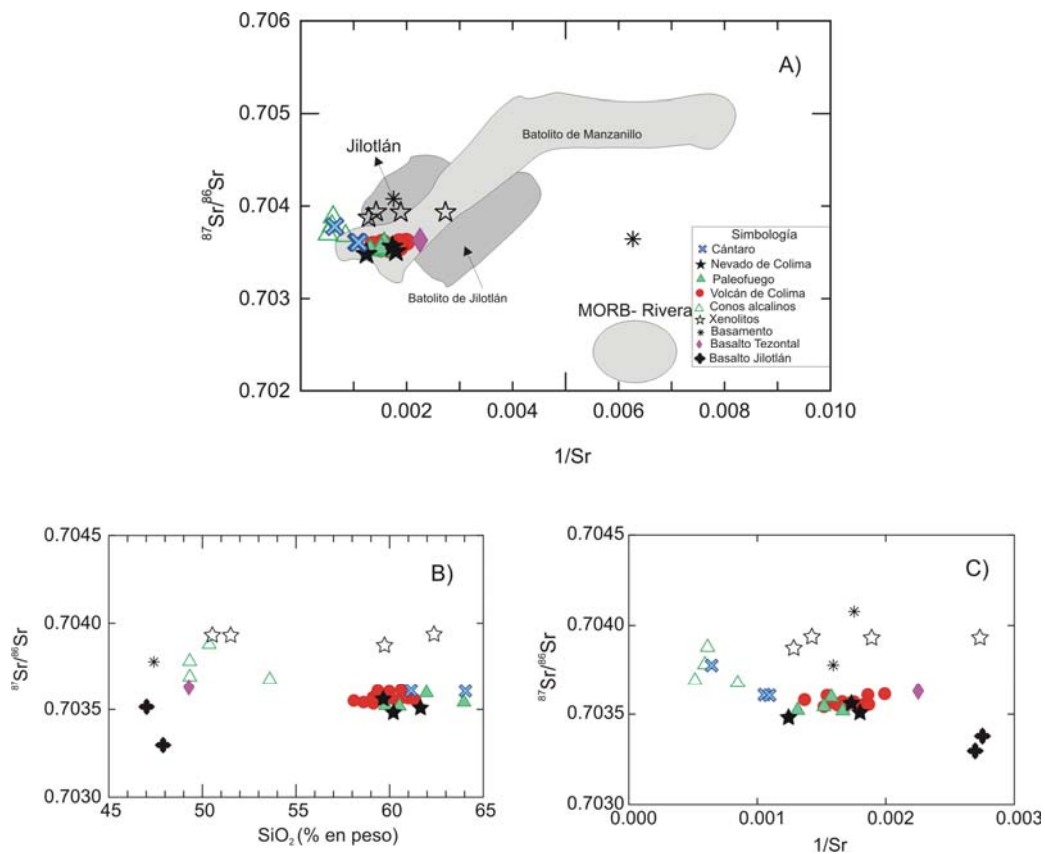 0.706
A)
0.705
Batolito de Manzanillo
Jilotlán
0.704
87Sr/86Sr
0.703
Batolito de Jilotlán
MORB- Rivera
0.702
0.002
0.004
0.006
0.008
0.010
1/Sr
Simbología
Cántaro
Nevado de Colima
Paleofuego
Volcán de Colima
Conos alcalinos
Xenolitos
Basamento
Basalto Tezontal
Basalto Jilotlán
0.7045
B)
0.7040
87Sr/86Sr
0.7035
0.7030
45
50
55
60
65
SiO2 (% en peso)
0.7045
C)
0.7040
87Sr/86Sr
0.7035
0.7030
0.000
0.001
0.002
0.003
1/Sr